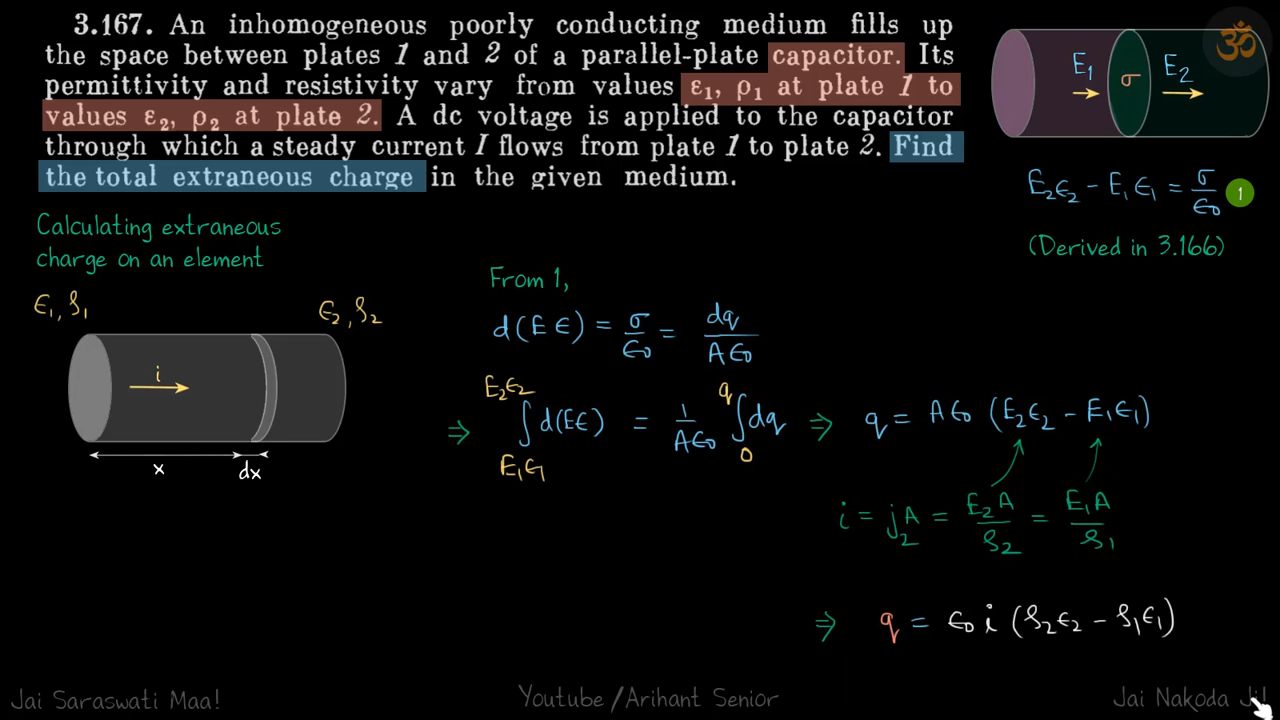 3.167. An inhomogeneous poorly conducting medium fills up
the space between plates 1 and 2 of a parallel-plate capacitor. Its
permittivity and resistivity vary from values ε₁, ρ₁ at plate 1 to
values ε₂, ρ₂ at plate 2. A dc voltage is applied to the capacitor
through which a steady current I flows from plate 1 to plate 2. Find
the total extraneous charge in the given medium.
ॐ
E₁ σ E₂
E₂ϵ₂ − E₁ϵ₁ = σ/ϵ₀ 1
(Derived in 3.166)
Calculating extraneous
charge on an element
ϵ₁, ρ₁
ϵ₂, ρ₂
i
x dx
From 1,
d(Eϵ) = σ/ϵ₀ = dq/Aϵ₀
⇒ ∫_{E₁ϵ₁}^{E₂ϵ₂} d(Eϵ) = 1/Aϵ₀ ∫_0^q dq ⇒ q = Aϵ₀ (E₂ϵ₂ − E₁ϵ₁)
i = j₂A = E₂A/ρ₂ = E₁A/ρ₁
⇒ q = ϵ₀ i (ρ₂ϵ₂ − ρ₁ϵ₁)
Jai Saraswati Maa! Youtube/Arihant Senior Jai Nakoda Ji!